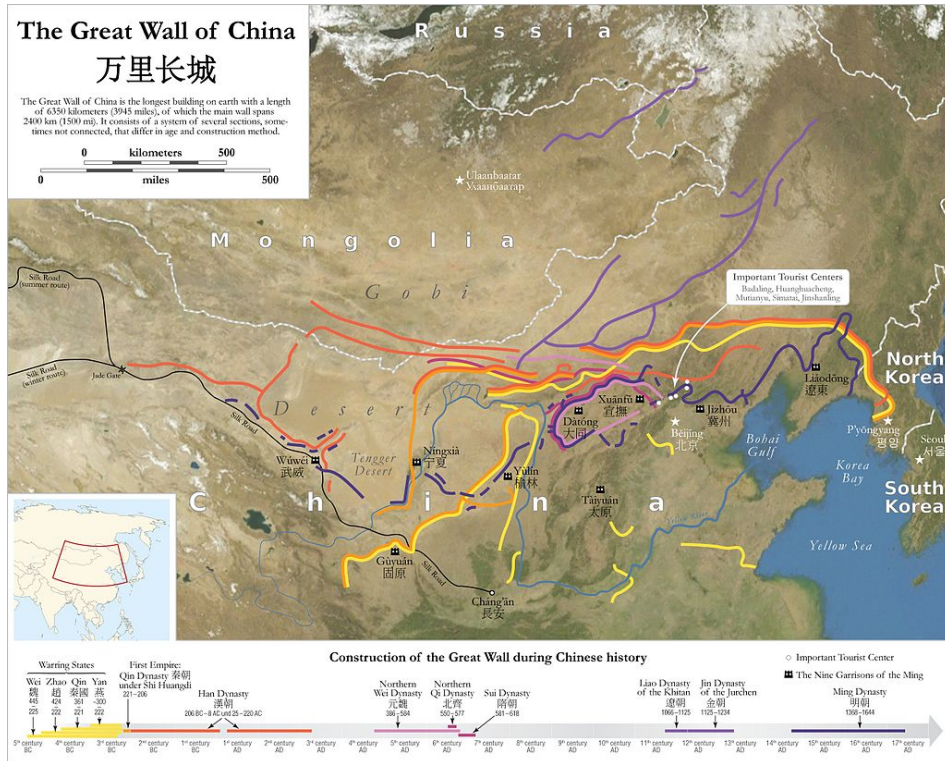 The Great Wall of China
万里长城
The Great Wall of China is the longest building on earth with a length
of 6350 kilometers (3945 miles), of which the main wall spans
2400 km (1500 mi). It consists of a system of several sections, some-
times not connected, that differ in age and construction method.
0 kilometers 500
0 miles 500
Russia
Ulaanbaatar
Улаанбаатар
Mongolia
Gobi
Desert
Silk Road
(summer route)
Silk Road
(winter route)
Jade Gate
Silk Road
Important Tourist Centers
Badaling, Huanghuacheng,
Mutianyu, Simatai, Jinshanling
North
Korea
Liáodōng
遼東
Xuānfǔ
宣撫
Dàtóng
大同
Jìzhōu
冀州
Běijīng
北京
P'yŏngyang
평양
Seoul
서울
Bohai
Gulf
Korea
Bay
South
Korea
Yellow Sea
Yellow River
Níngxià
宁夏
Wǔwēi
武威
Tengger
Desert
Yúlín
榆林
Tàiyuán
太原
China
Gùyuán
固原
Silk Road
Cháng'ān
長安
Construction of the Great Wall during Chinese history
Important Tourist Center
The Nine Garrisons of the Ming
Warring States
Wei
魏
445
225
Zhao
趙
424
222
Qin
秦國
361
221
Yan
燕
~300
222
First Empire:
Qin Dynasty 秦朝
under Shi Huangdi
221–206
Han Dynasty
漢朝
206 BC–8 AC und 25–220 AC
Northern
Wei Dynasty
元魏
386–534
Northern
Qi Dynasty
北齊
550–577
Sui Dynasty
隋朝
581–618
Liao Dynasty
of the Khitan
遼朝
1066–1125
Jin Dynasty
of the Jurchen
金朝
1125–1234
Ming Dynasty
明朝
1368–1644
5th century BC
4th century BC
3rd century BC
2nd century BC
1st century BC
1st century AD
2nd century AD
3rd century AD
4th century AD
5th century AD
6th century AD
7th century AD
8th century AD
9th century AD
10th century AD
11th century AD
12th century AD
13th century AD
14th century AD
15th century AD
16th century AD
17th century AD